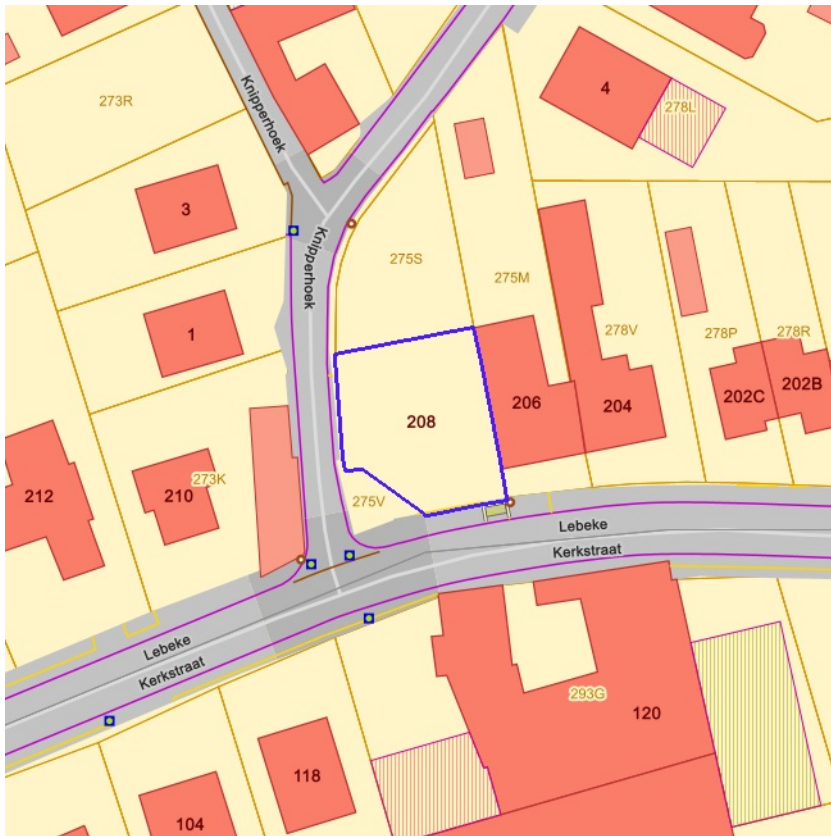 Knipperhoek
4
278L
273R
3
Knipperhoek
275S
275M
1
278V
278P
278R
202B
202C
206
204
208
212
210
273K
275V
Lebeke
Kerkstraat
Lebeke
Kerkstraat
293G
120
118
104